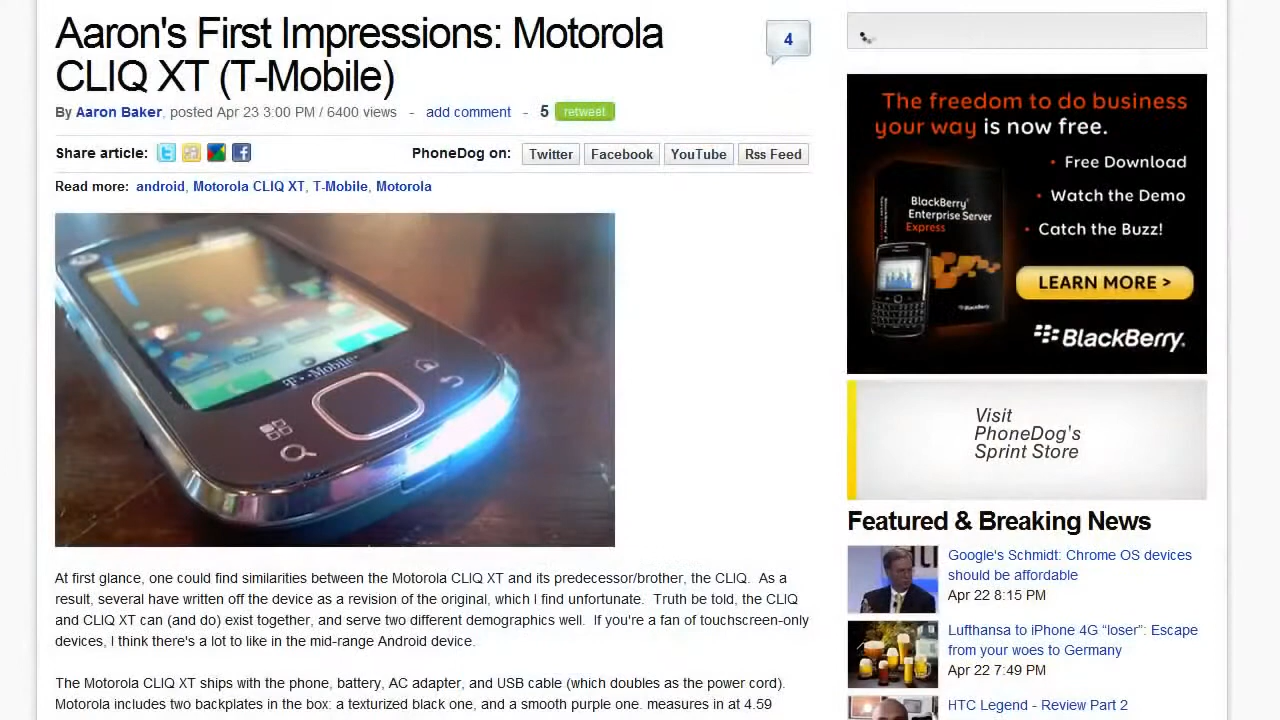 Aaron's First Impressions: Motorola
CLIQ XT (T-Mobile)
4
By Aaron Baker, posted Apr 23 3:00 PM / 6400 views - add comment - 5 retweet
Share article:
PhoneDog on: Twitter Facebook YouTube Rss Feed
Read more: android, Motorola CLIQ XT, T-Mobile, Motorola
T··Mobile·
At first glance, one could find similarities between the Motorola CLIQ XT and its predecessor/brother, the CLIQ. As a
result, several have written off the device as a revision of the original, which I find unfortunate. Truth be told, the CLIQ
and CLIQ XT can (and do) exist together, and serve two different demographics well. If you're a fan of touchscreen-only
devices, I think there's a lot to like in the mid-range Android device.
The Motorola CLIQ XT ships with the phone, battery, AC adapter, and USB cable (which doubles as the power cord).
Motorola includes two backplates in the box: a texturized black one, and a smooth purple one. measures in at 4.59
The freedom to do business
your way is now free.
• Free Download
• Watch the Demo
• Catch the Buzz!
BlackBerry
Enterprise Server
Express
LEARN MORE >
BlackBerry.
Visit
PhoneDog's
Sprint Store
Featured & Breaking News
Google's Schmidt: Chrome OS devices
should be affordable
Apr 22 8:15 PM
Lufthansa to iPhone 4G “loser”: Escape
from your woes to Germany
Apr 22 7:49 PM
HTC Legend - Review Part 2